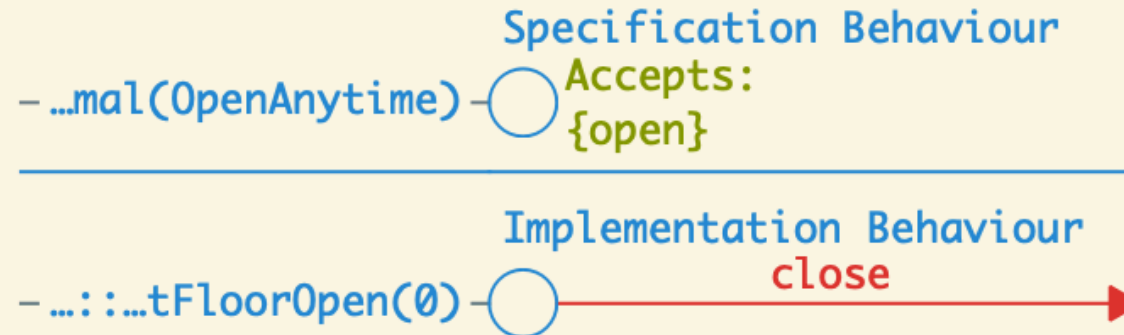 Specification Behaviour
Accepts:
…mal(OpenAnytime)
{open}
Implementation Behaviour
close
…::…tFloorOpen(0)